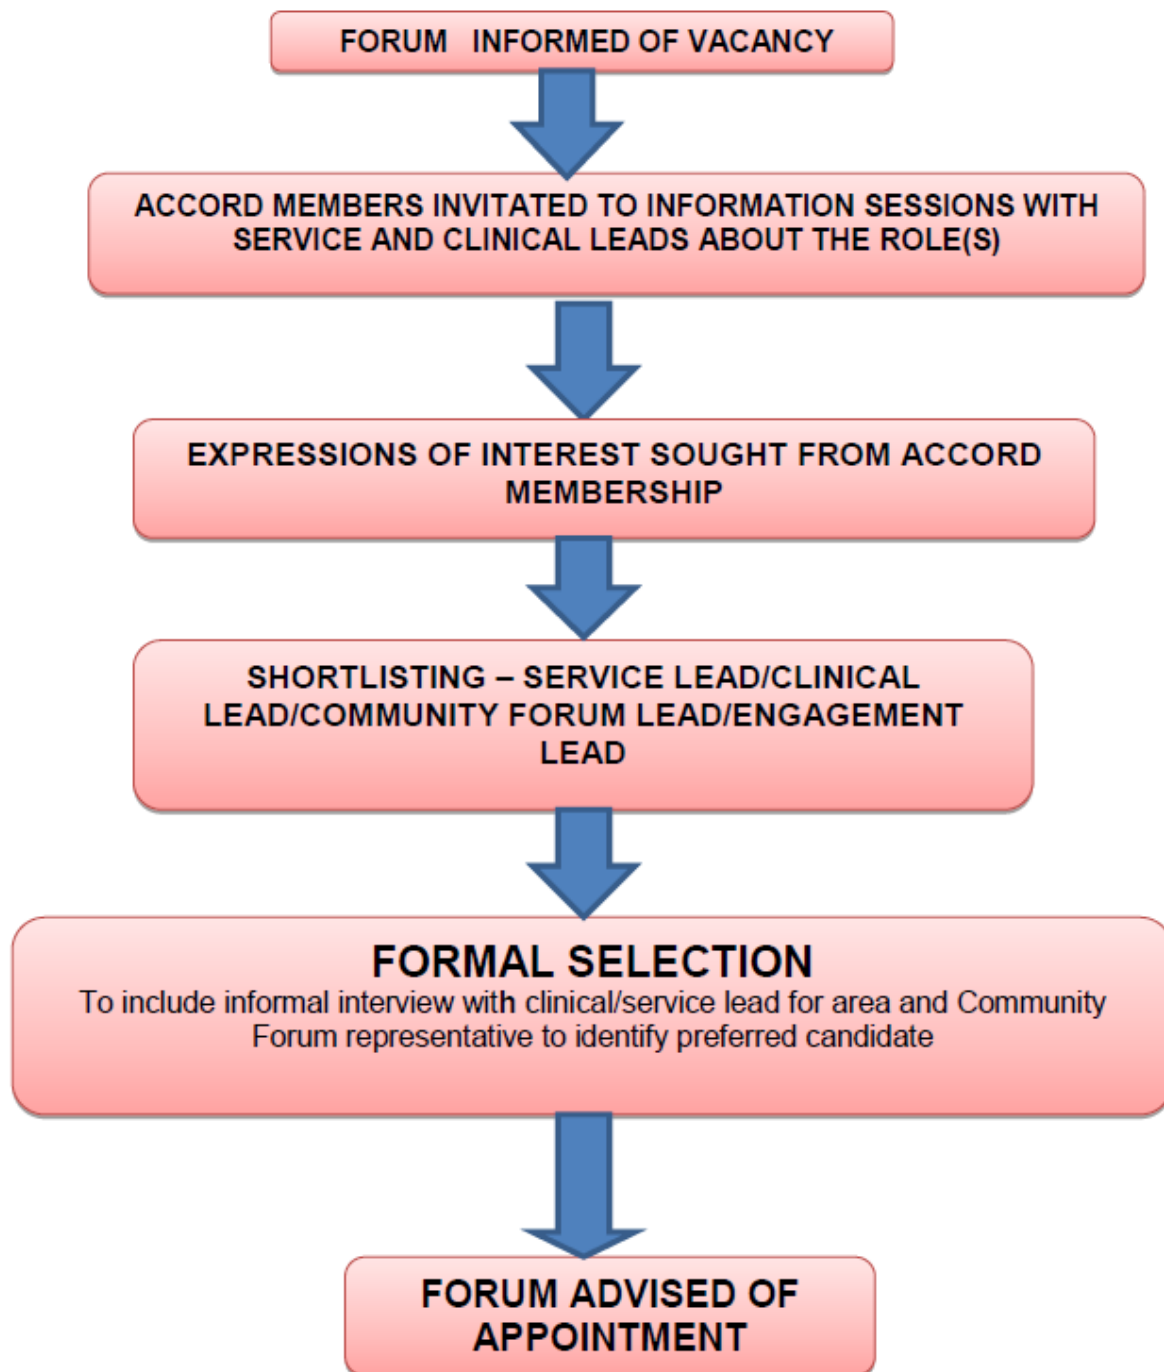 FORUM INFORMED OF VACANCY
ACCORD MEMBERS INVITATED TO INFORMATION SESSIONS WITH
SERVICE AND CLINICAL LEADS ABOUT THE ROLE(S)
EXPRESSIONS OF INTEREST SOUGHT FROM ACCORD
MEMBERSHIP
SHORTLISTING – SERVICE LEAD/CLINICAL
LEAD/COMMUNITY FORUM LEAD/ENGAGEMENT
LEAD
FORMAL SELECTION
To include informal interview with clinical/service lead for area and Community
Forum representative to identify preferred candidate
FORUM ADVISED OF
APPOINTMENT